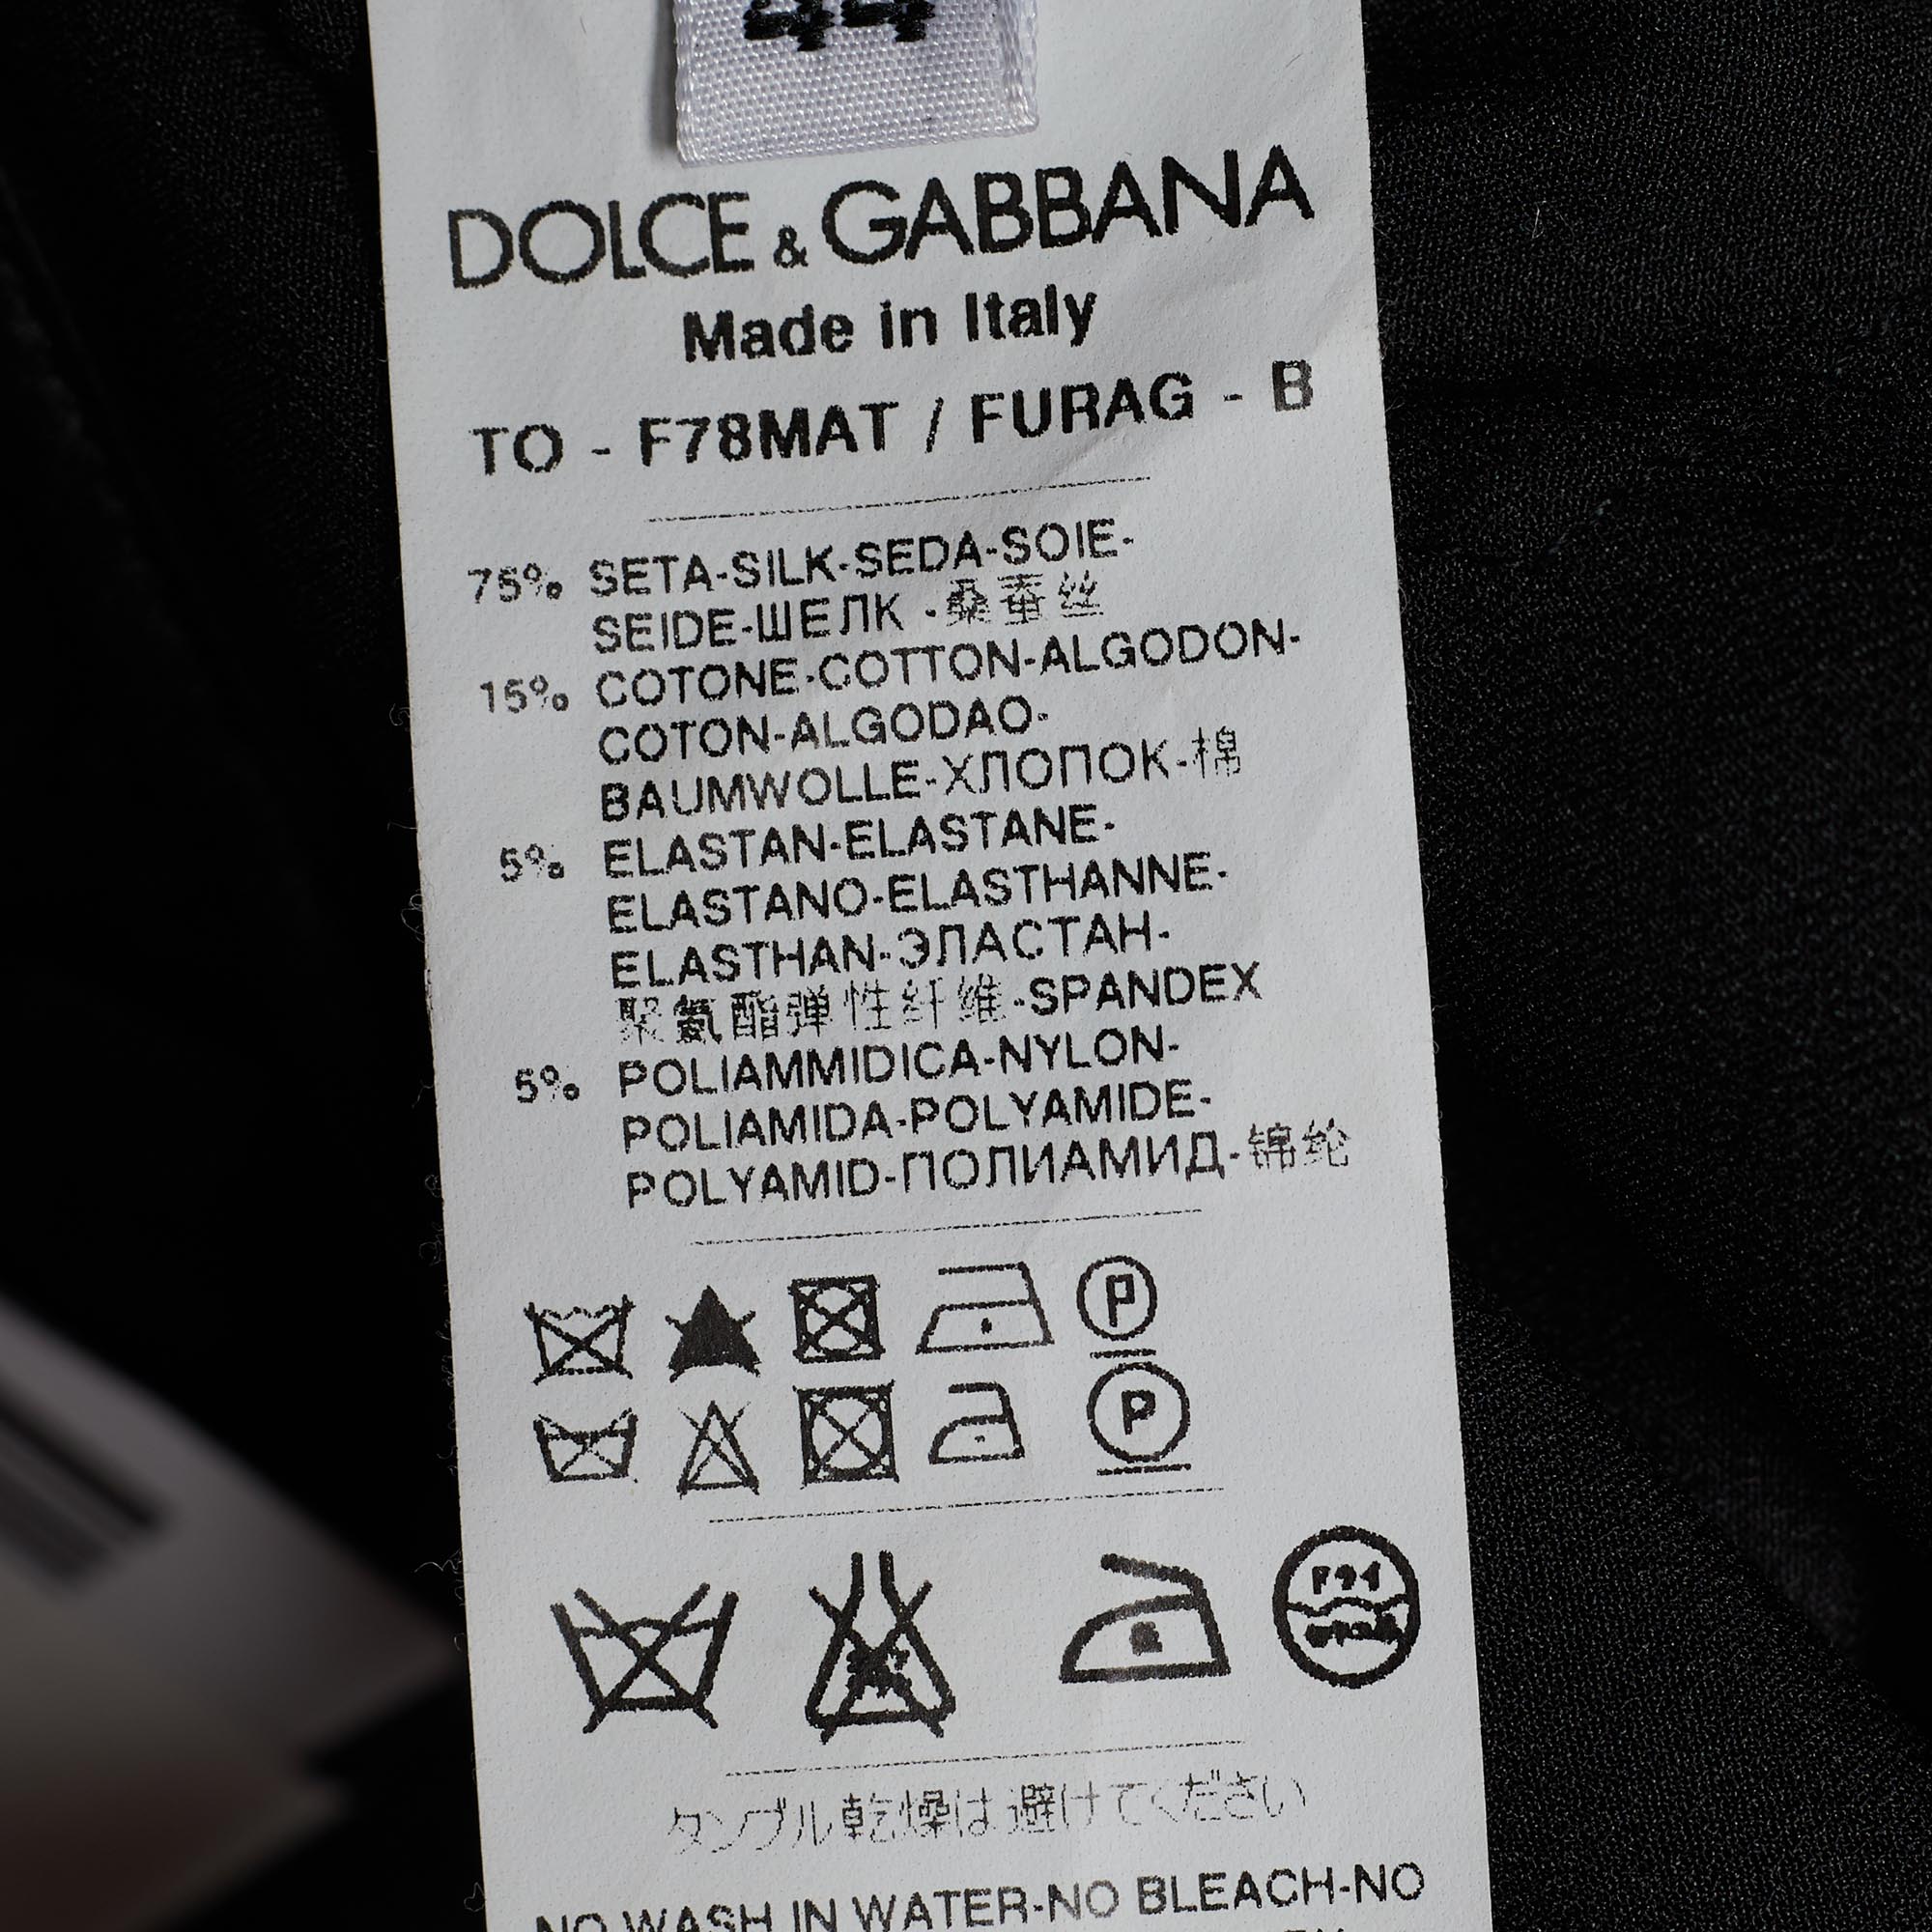 44
DOLCE & GABBANA
Made in Italy
TO - F78MAT / FURAG - B
75% SETA-SILK-SEDA-SOIE-
SEIDE-ШЕЛК -桑蚕丝
15% COTONE-COTTON-ALGODON-
COTON-ALGODAO-
BAUMWOLLE-ХЛОПОК-棉
5% ELASTAN-ELASTANE-
ELASTANO-ELASTHANNE-
ELASTHAN-ЭЛАСТАН-
聚氨酯弹性纤维-SPANDEX
5% POLIAMMIDICA-NYLON-
POLIAMIDA-POLYAMIDE-
POLYAMID-ПОЛИАМИД-锦纶
P
P
タンブル乾燥は避けてください
NO WASH IN WATER-NO BLEACH-NO